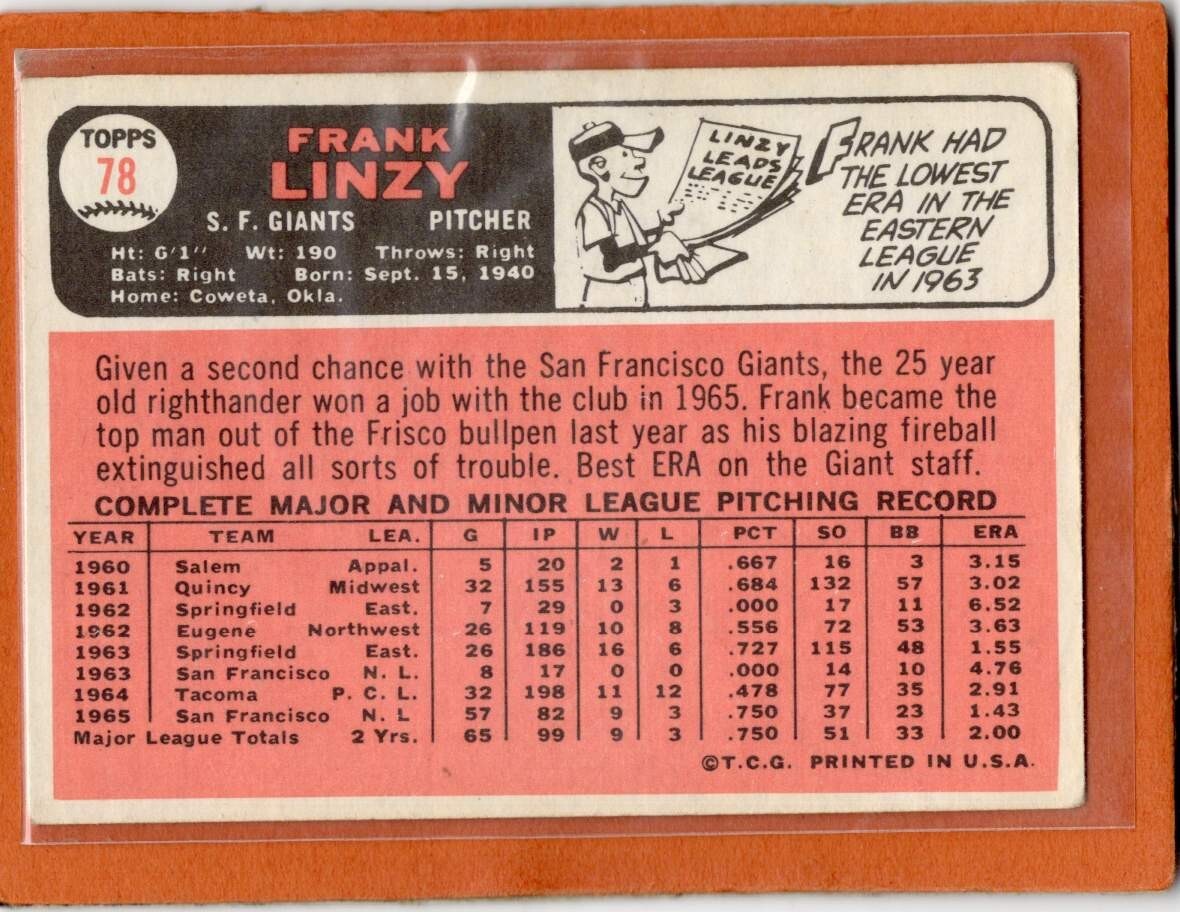 TOPPS
78
FRANK
LINZY
S. F. GIANTS PITCHER
Ht: 6'1'' Wt: 190 Throws: Right
Bats: Right Born: Sept. 15, 1940
Home: Coweta, Okla.
LINZY
LEADS
LEAGUE
FRANK HAD
THE LOWEST
ERA IN THE
EASTERN
LEAGUE
IN 1963
Given a second chance with the San Francisco Giants, the 25 year
old righthander won a job with the club in 1965. Frank became the
top man out of the Frisco bullpen last year as his blazing fireball
extinguished all sorts of trouble. Best ERA on the Giant staff.
COMPLETE MAJOR AND MINOR LEAGUE PITCHING RECORD
YEAR TEAM LEA. G IP W L PCT SO BB ERA
1960 Salem Appal. 5 20 2 1 .667 16 3 3.15
1961 Quincy Midwest 32 155 13 6 .684 132 57 3.02
1962 Springfield East. 7 29 0 3 .000 17 11 6.52
1962 Eugene Northwest 26 119 10 8 .556 72 53 3.63
1963 Springfield East. 26 186 16 6 .727 115 48 1.55
1963 San Francisco N. L. 8 17 0 0 .000 14 10 4.76
1964 Tacoma P. C. L. 32 198 11 12 .478 77 35 2.91
1965 San Francisco N. L 57 82 9 3 .750 37 23 1.43
Major League Totals 2 Yrs. 65 99 9 3 .750 51 33 2.00
©T.C.G. PRINTED IN U.S.A.